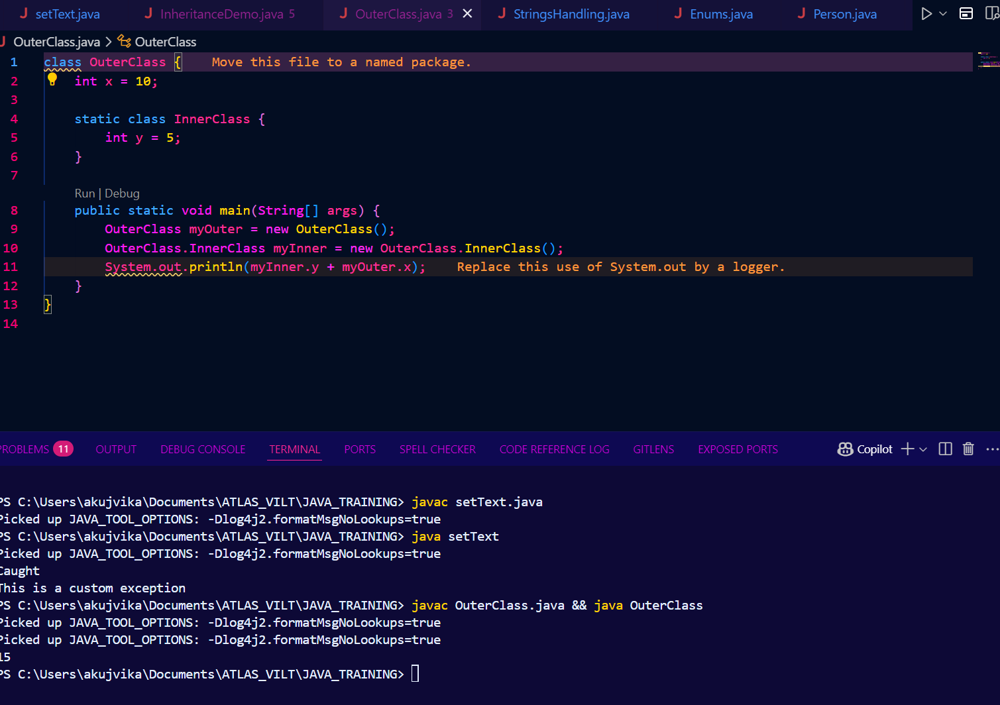 setText.java InheritanceDemo.java 5 OuterClass.java 3 StringsHandling.java Enums.java Person.java
OuterClass.java > OuterClass
1 class OuterClass { Move this file to a named package.
2 int x = 10;
3
4 static class InnerClass {
5 int y = 5;
6 }
7
Run | Debug
8 public static void main(String[] args) {
9 OuterClass myOuter = new OuterClass();
10 OuterClass.InnerClass myInner = new OuterClass.InnerClass();
11 System.out.println(myInner.y + myOuter.x); Replace this use of System.out by a logger.
12 }
13 }
14
PROBLEMS 11 OUTPUT DEBUG CONSOLE TERMINAL PORTS SPELL CHECKER CODE REFERENCE LOG GITLENS EXPOSED PORTS Copilot
PS C:\Users\akujvika\Documents\ATLAS_VILT\JAVA_TRAINING> javac setText.java
Picked up JAVA_TOOL_OPTIONS: -Dlog4j2.formatMsgNoLookups=true
PS C:\Users\akujvika\Documents\ATLAS_VILT\JAVA_TRAINING> java setText
Picked up JAVA_TOOL_OPTIONS: -Dlog4j2.formatMsgNoLookups=true
Caught
This is a custom exception
PS C:\Users\akujvika\Documents\ATLAS_VILT\JAVA_TRAINING> javac OuterClass.java && java OuterClass
Picked up JAVA_TOOL_OPTIONS: -Dlog4j2.formatMsgNoLookups=true
Picked up JAVA_TOOL_OPTIONS: -Dlog4j2.formatMsgNoLookups=true
15
PS C:\Users\akujvika\Documents\ATLAS_VILT\JAVA_TRAINING>